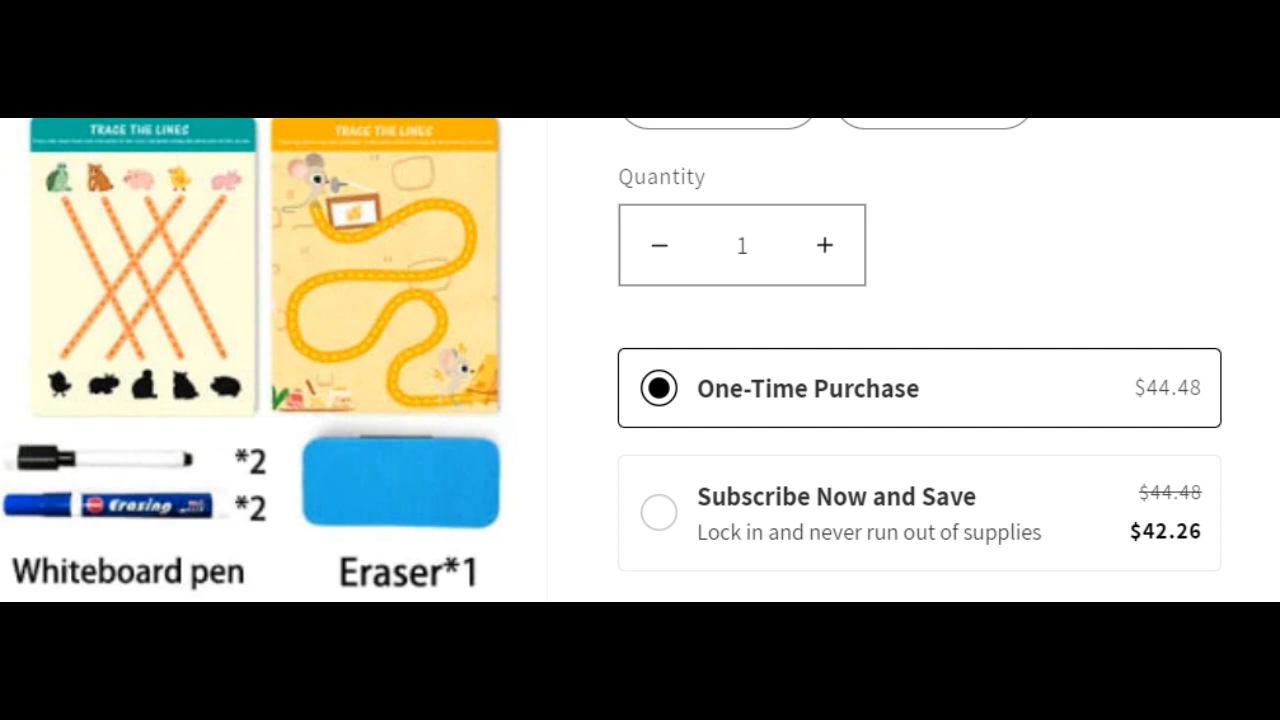 TRACE THE LINES
TRACE THE LINES
*2
Erasing
*2
Whiteboard pen
Eraser*1
Quantity
− 1 +
One-Time Purchase $44.48
Subscribe Now and Save $44.48
Lock in and never run out of supplies $42.26